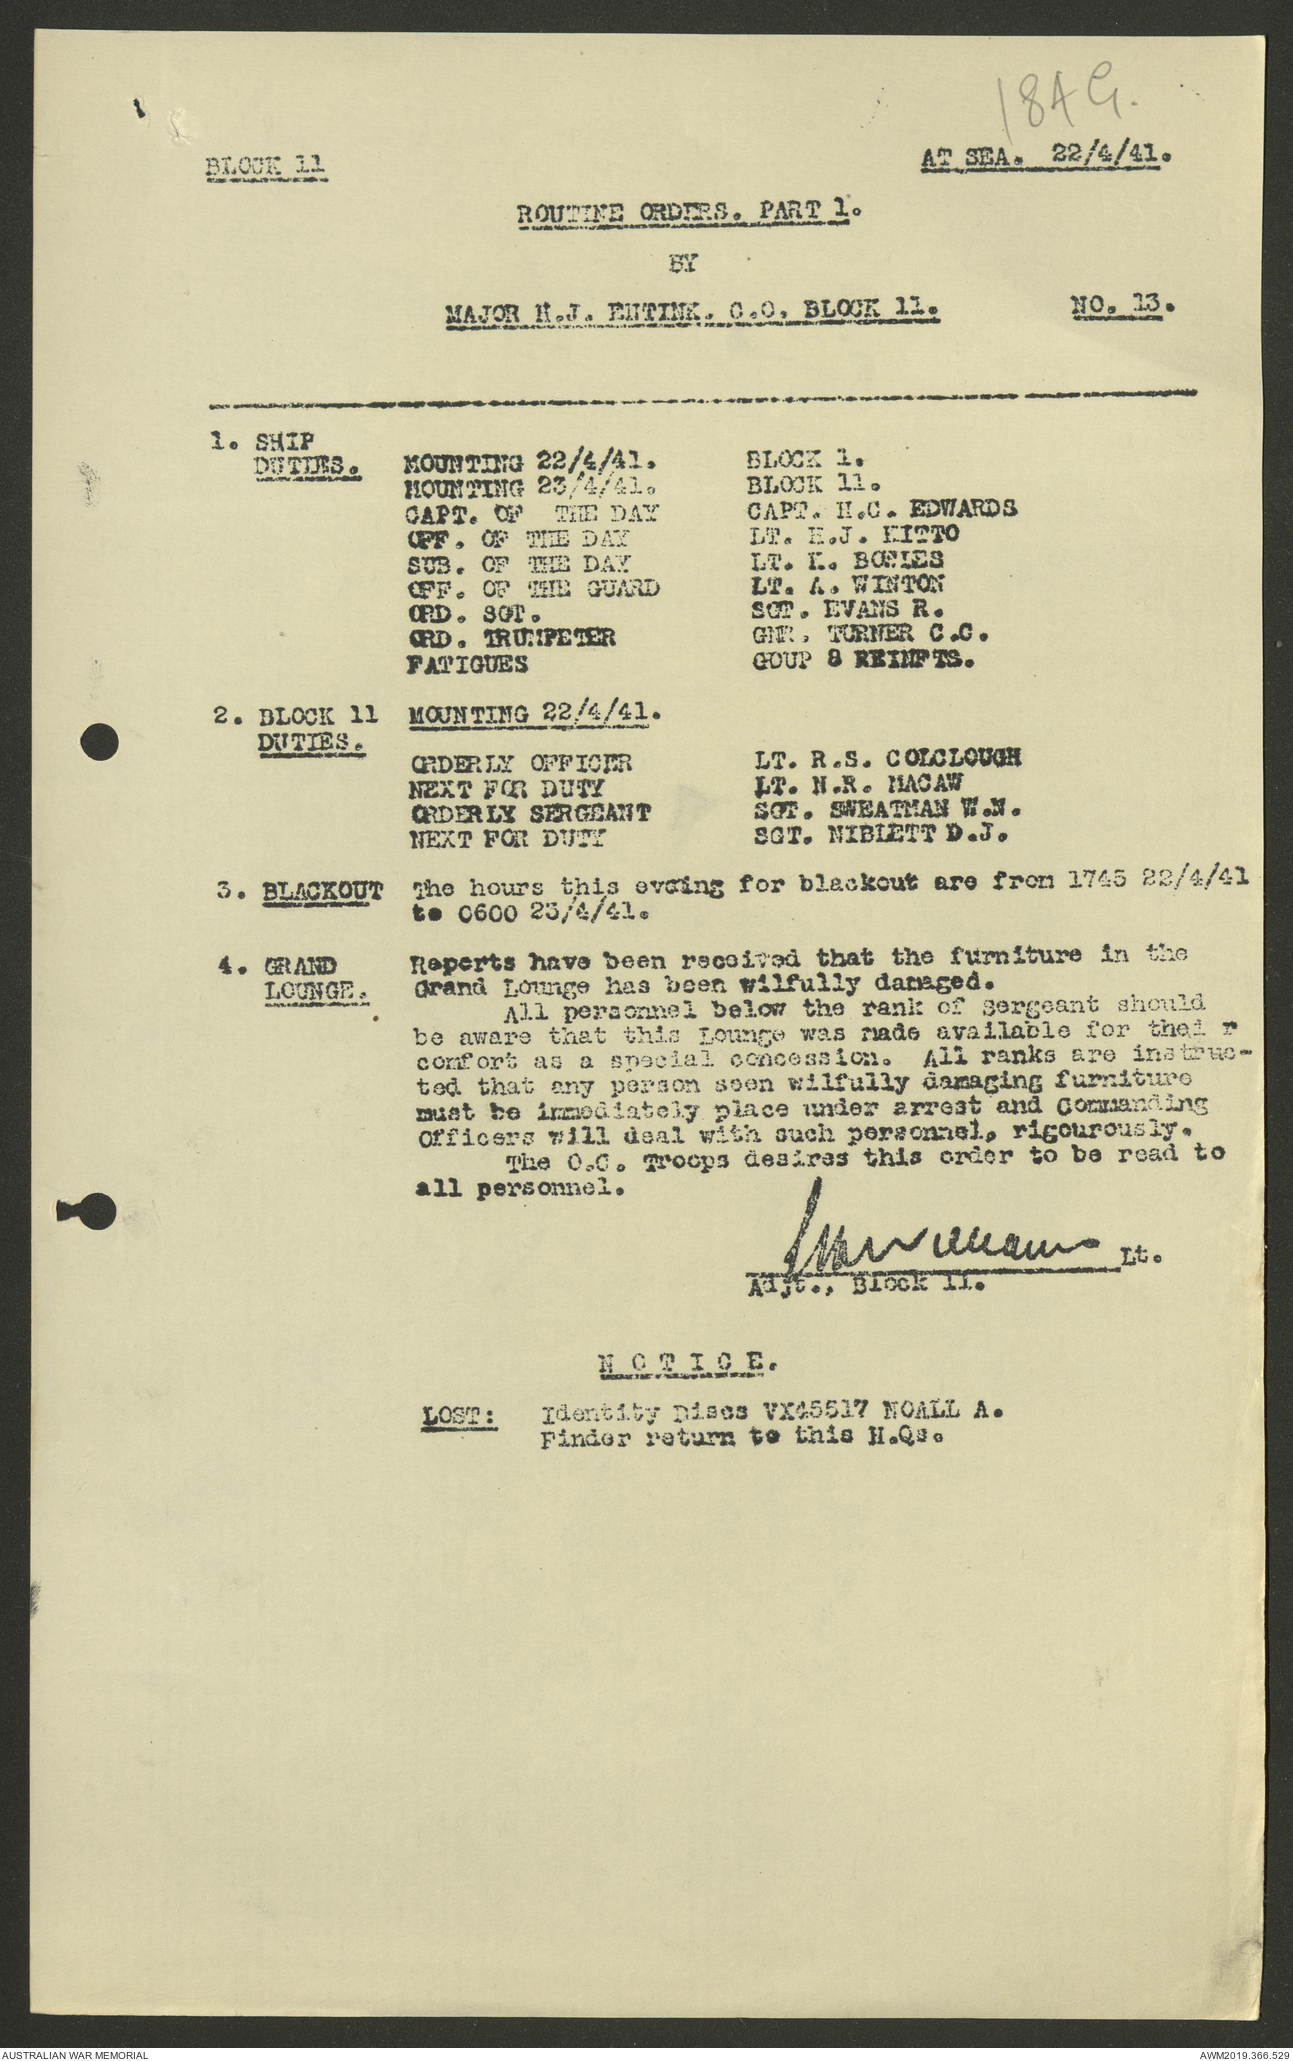 184 G.
BLOCK 11
AT SEA. 22/4/41.
ROUTINE ORDERS. PART 1.
BY
MAJOR H.J. ENTINK. C.O. BLOCK 11. NO. 13.
1. SHIP
DUTIES. MOUNTING 22/4/41. BLOCK 1.
MOUNTING 23/4/41. BLOCK 11.
CAPT. OF THE DAY CAPT. H.C. EDWARDS
OFF. OF THE DAY LT. H.J. KITTO
SUB. OF THE DAY LT. K. BOWLES
OFF. OF THE GUARD LT. A. WINTON
ORD. SGT. SGT. EVANS R.
ORD. TRUMPETER GNR. TURNER C.C.
FATIGUES GOUP 8 REINFTS.
2. BLOCK 11 MOUNTING 22/4/41.
DUTIES.
ORDERLY OFFICER LT. R.S. COLCLOUGH
NEXT FOR DUTY LT. N.R. MACAW
ORDERLY SERGEANT SGT. SWEATMAN W.N.
NEXT FOR DUTY SGT. NIBLETT D.J.
3. BLACKOUT The hours this evening for blackout are from 1745 22/4/41
to 0600 23/4/41.
4. GRAND Reports have been received that the furniture in the
LOUNGE. Grand Lounge has been wilfully damaged.
All personnel below the rank of Sergeant should
be aware that this Lounge was made available for thei r
comfort as a special concession. All ranks are instruc-
ted that any person seen wilfully damaging furniture
must be immediately place under arrest and Commanding
Officers will deal with such personnel, rigourously.
The O.C. Troops desires this order to be read to
all personnel.
Williams Lt.
Adjt., Block 11.
N O T I C E.
LOST: Identity Discs VX45517 NOALL A.
Finder return to this H.Qs.
AUSTRALIAN WAR MEMORIAL AWM2019.366.529